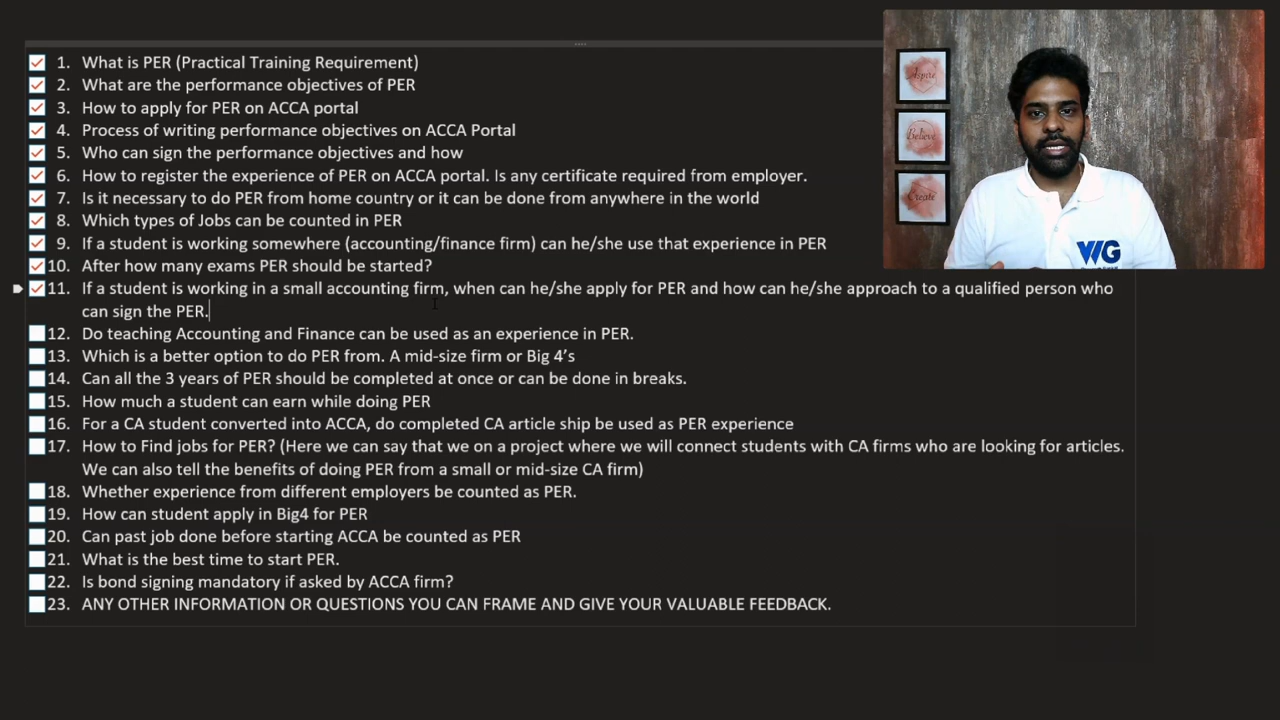 1. What is PER (Practical Training Requirement)
2. What are the performance objectives of PER
3. How to apply for PER on ACCA portal
4. Process of writing performance objectives on ACCA Portal
5. Who can sign the performance objectives and how
6. How to register the experience of PER on ACCA portal. Is any certificate required from employer.
7. Is it necessary to do PER from home country or it can be done from anywhere in the world
8. Which types of Jobs can be counted in PER
9. If a student is working somewhere (accounting/finance firm) can he/she use that experience in PER
10. After how many exams PER should be started?
11. If a student is working in a small accounting firm, when can he/she apply for PER and how can he/she approach to a qualified person who
can sign the PER.
12. Do teaching Accounting and Finance can be used as an experience in PER.
13. Which is a better option to do PER from. A mid-size firm or Big 4's
14. Can all the 3 years of PER should be completed at once or can be done in breaks.
15. How much a student can earn while doing PER
16. For a CA student converted into ACCA, do completed CA article ship be used as PER experience
17. How to Find jobs for PER? (Here we can say that we on a project where we will connect students with CA firms who are looking for articles.
We can also tell the benefits of doing PER from a small or mid-size CA firm)
18. Whether experience from different employers be counted as PER.
19. How can student apply in Big4 for PER
20. Can past job done before starting ACCA be counted as PER
21. What is the best time to start PER.
22. Is bond signing mandatory if asked by ACCA firm?
23. ANY OTHER INFORMATION OR QUESTIONS YOU CAN FRAME AND GIVE YOUR VALUABLE FEEDBACK.
Aspire
Believe
Create
WG